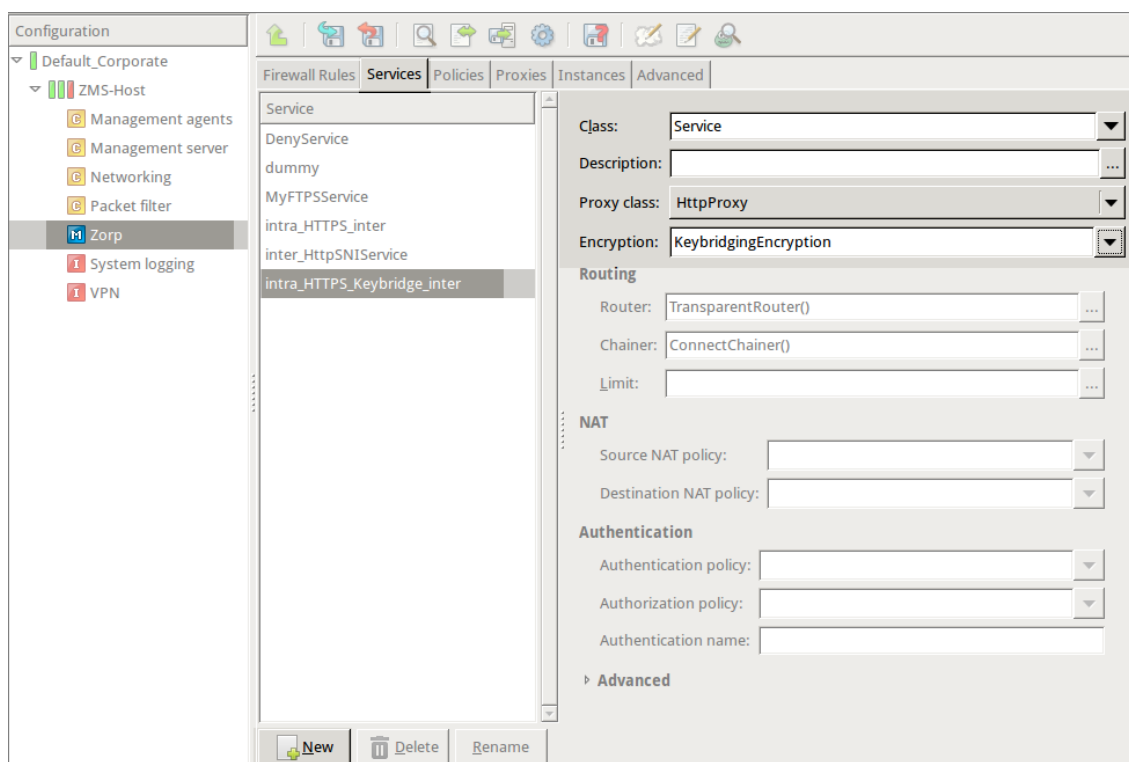 Configuration
Default_Corporate
ZMS-Host
C Management agents
C Management server
C Networking
C Packet filter
M Zorp
I System logging
I VPN
Firewall Rules Services Policies Proxies Instances Advanced
Service
DenyService
dummy
MyFTPSService
intra_HTTPS_inter
inter_HttpSNIService
intra_HTTPS_Keybridge_inter
New Delete Rename
Class: Service
Description: ...
Proxy class: HttpProxy
Encryption: KeybridgingEncryption
Routing
Router: TransparentRouter() ...
Chainer: ConnectChainer() ...
Limit: ...
NAT
Source NAT policy:
Destination NAT policy:
Authentication
Authentication policy:
Authorization policy:
Authentication name:
Advanced